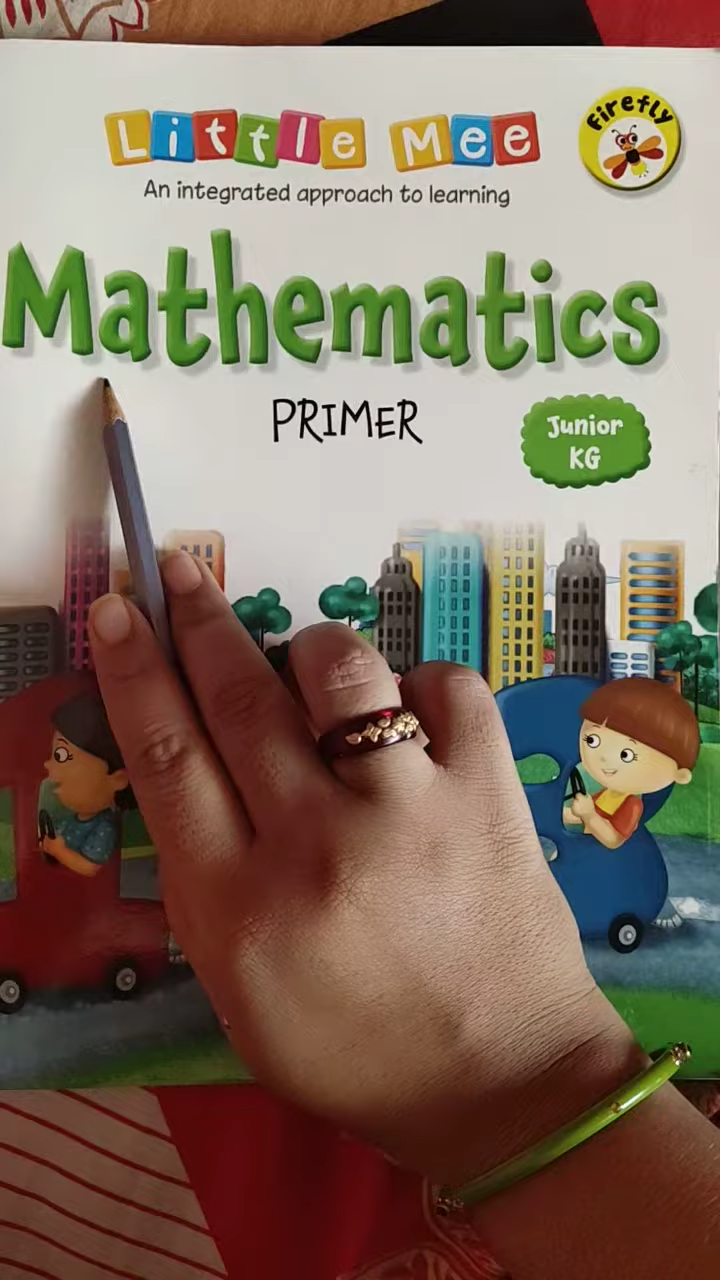 Little Mee
firefly
An integrated approach to learning
Mathematics
PRIMER
Junior
KG